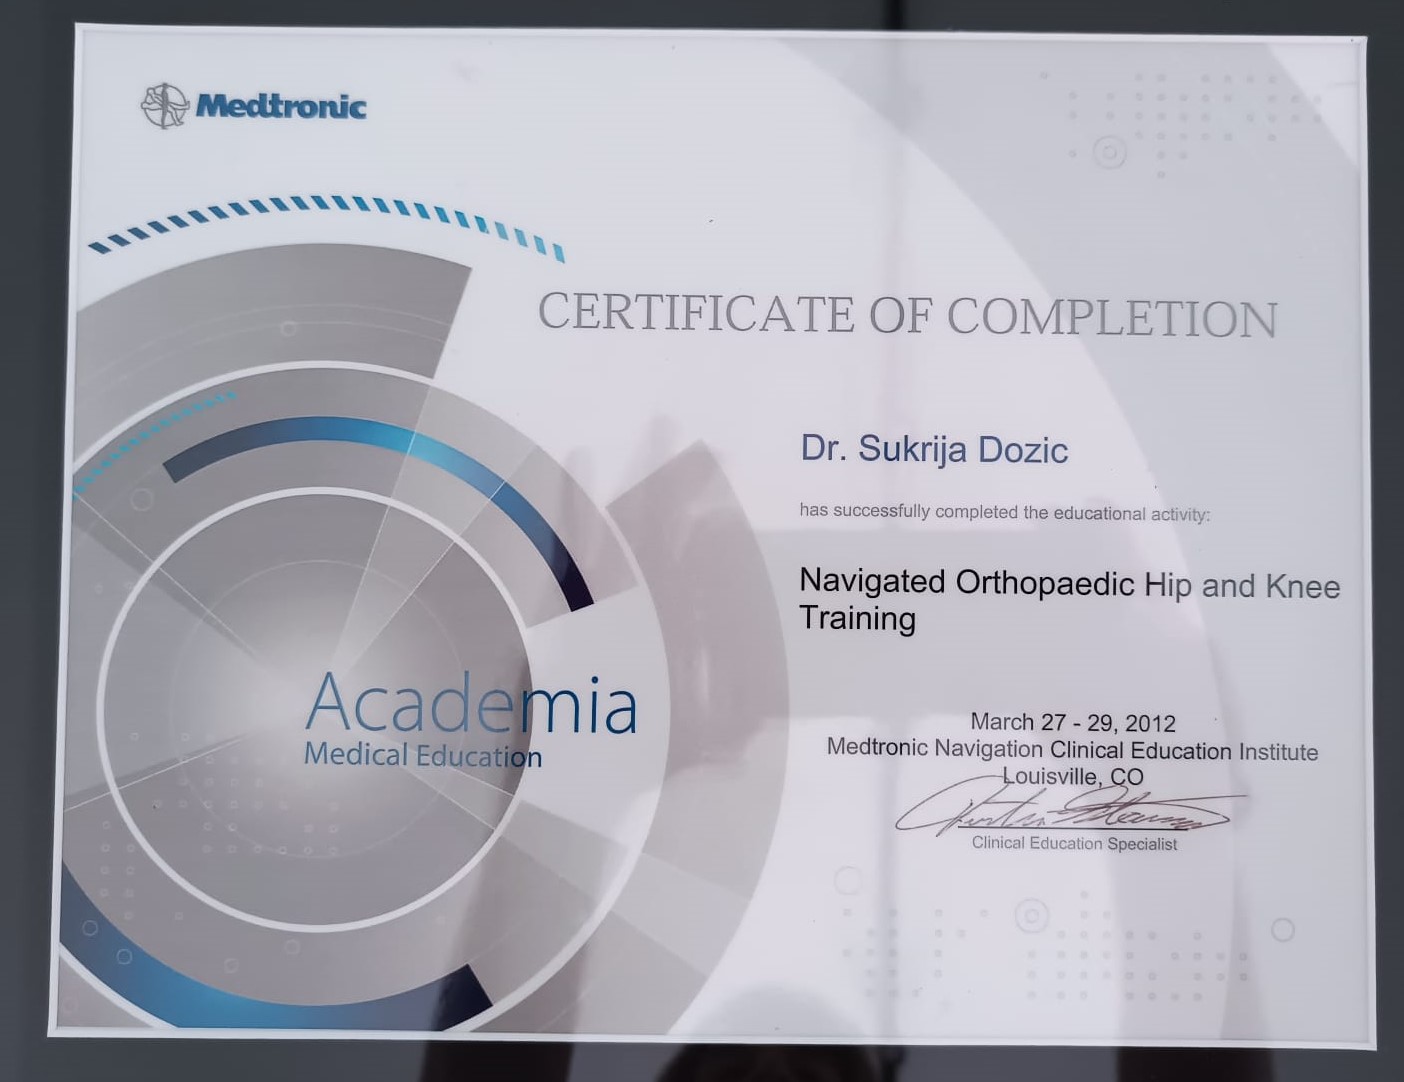 Medtronic
CERTIFICATE OF COMPLETION
Dr. Sukrija Dozic
has successfully completed the educational activity:
Navigated Orthopaedic Hip and Knee
Training
Academia
Medical Education
March 27 - 29, 2012
Medtronic Navigation Clinical Education Institute
Louisville, CO
Clinical Education Specialist